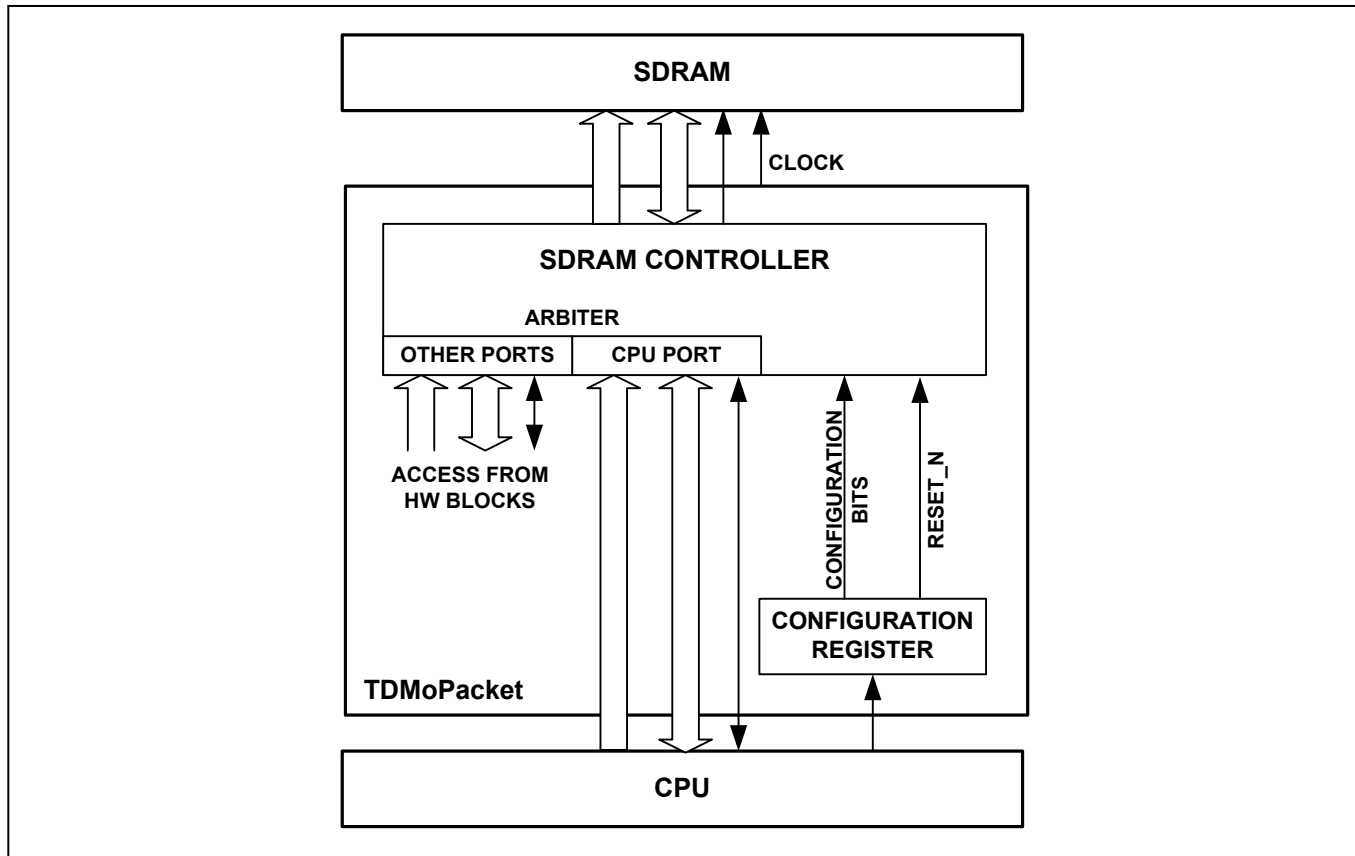 SDRAM
CLOCK
SDRAM CONTROLLER
ARBITER
OTHER PORTS
CPU PORT
ACCESS FROM
HW BLOCKS
CONFIGURATION
BITS
RESET_N
CONFIGURATION
REGISTER
TDMoPacket
CPU